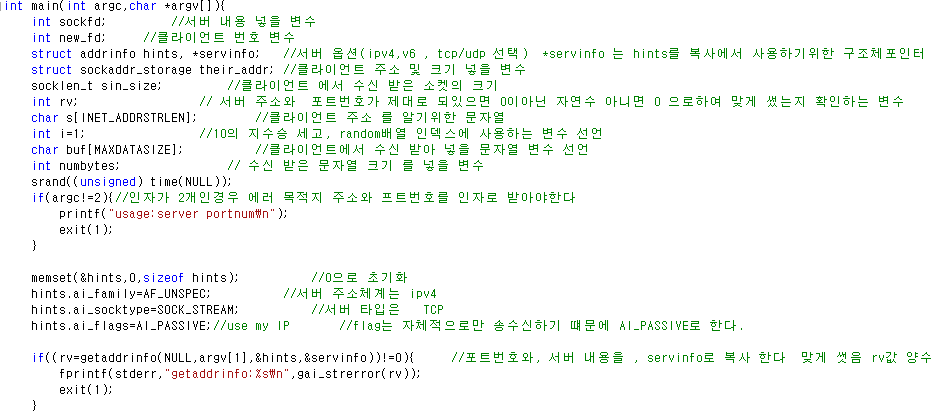 int main(int argc,char *argv[]){
int sockfd; //서버 내용 넣을 변수
int new_fd; //클라이언트 번호 변수
struct addrinfo hints, *servinfo; //서버 옵션(ipv4,v6 , tcp/udp 선택) *servinfo 는 hints를 복사에서 사용하기위한 구조체포인터
struct sockaddr_storage their_addr; //클라이언트 주소 및 크기 넣을 변수
socklen_t sin_size; //클라이언트 에서 수신 받은 소켓의 크기
int rv; // 서버 주소와 포트번호가 제대로 되있으면 0이아닌 자연수 아니면 0 으로하여 맞게 썼는지 확인하는 변수
char s[INET_ADDRSTRLEN]; //클라이언트 주소 를 알기위한 문자열
int i=1; //10의 지수승 세고, random배열 인덱스에 사용하는 변수 선언
char buf[MAXDATASIZE]; //클라이언트에서 수신 받아 넣을 문자열 변수 선언
int numbytes; // 수신 받은 문자열 크기 를 넣을 변수
srand((unsigned) time(NULL));
if(argc!=2){//인자가 2개인경우 에러 목적지 주소와 프트번호를 인자로 받아야한다
printf("usage:server portnum\n");
exit(1);
}
memset(&hints,0,sizeof hints); //0으로 초기화
hints.ai_family=AF_UNSPEC; //서버 주소체계는 ipv4
hints.ai_socktype=SOCK_STREAM; //서버 타입은 TCP
hints.ai_flags=AI_PASSIVE;//use my IP //flag는 자체적으로만 송수신하기 떄문에 AI_PASSIVE로 한다.
if((rv=getaddrinfo(NULL,argv[1],&hints,&servinfo))!=0){ //포트번호와, 서버 내용을 , servinfo로 복사 한다 맞게 썻음 rv값 양수
fprintf(stderr,"getaddrinfo:%s\n",gai_strerror(rv));
exit(1);
}